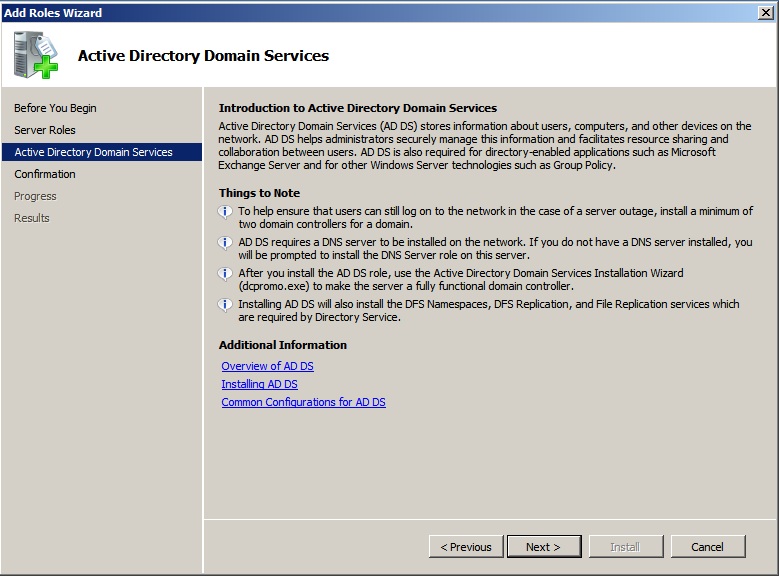 Add Roles Wizard
Active Directory Domain Services
Before You Begin
Server Roles
Active Directory Domain Services
Confirmation
Progress
Results
Introduction to Active Directory Domain Services
Active Directory Domain Services (AD DS) stores information about users, computers, and other devices on the
network. AD DS helps administrators securely manage this information and facilitates resource sharing and
collaboration between users. AD DS is also required for directory-enabled applications such as Microsoft
Exchange Server and for other Windows Server technologies such as Group Policy.
Things to Note
To help ensure that users can still log on to the network in the case of a server outage, install a minimum of
two domain controllers for a domain.
AD DS requires a DNS server to be installed on the network. If you do not have a DNS server installed, you
will be prompted to install the DNS Server role on this server.
After you install the AD DS role, use the Active Directory Domain Services Installation Wizard
(dcpromo.exe) to make the server a fully functional domain controller.
Installing AD DS will also install the DFS Namespaces, DFS Replication, and File Replication services which
are required by Directory Service.
Additional Information
Overview of AD DS
Installing AD DS
Common Configurations for AD DS
< Previous
Next >
Install
Cancel